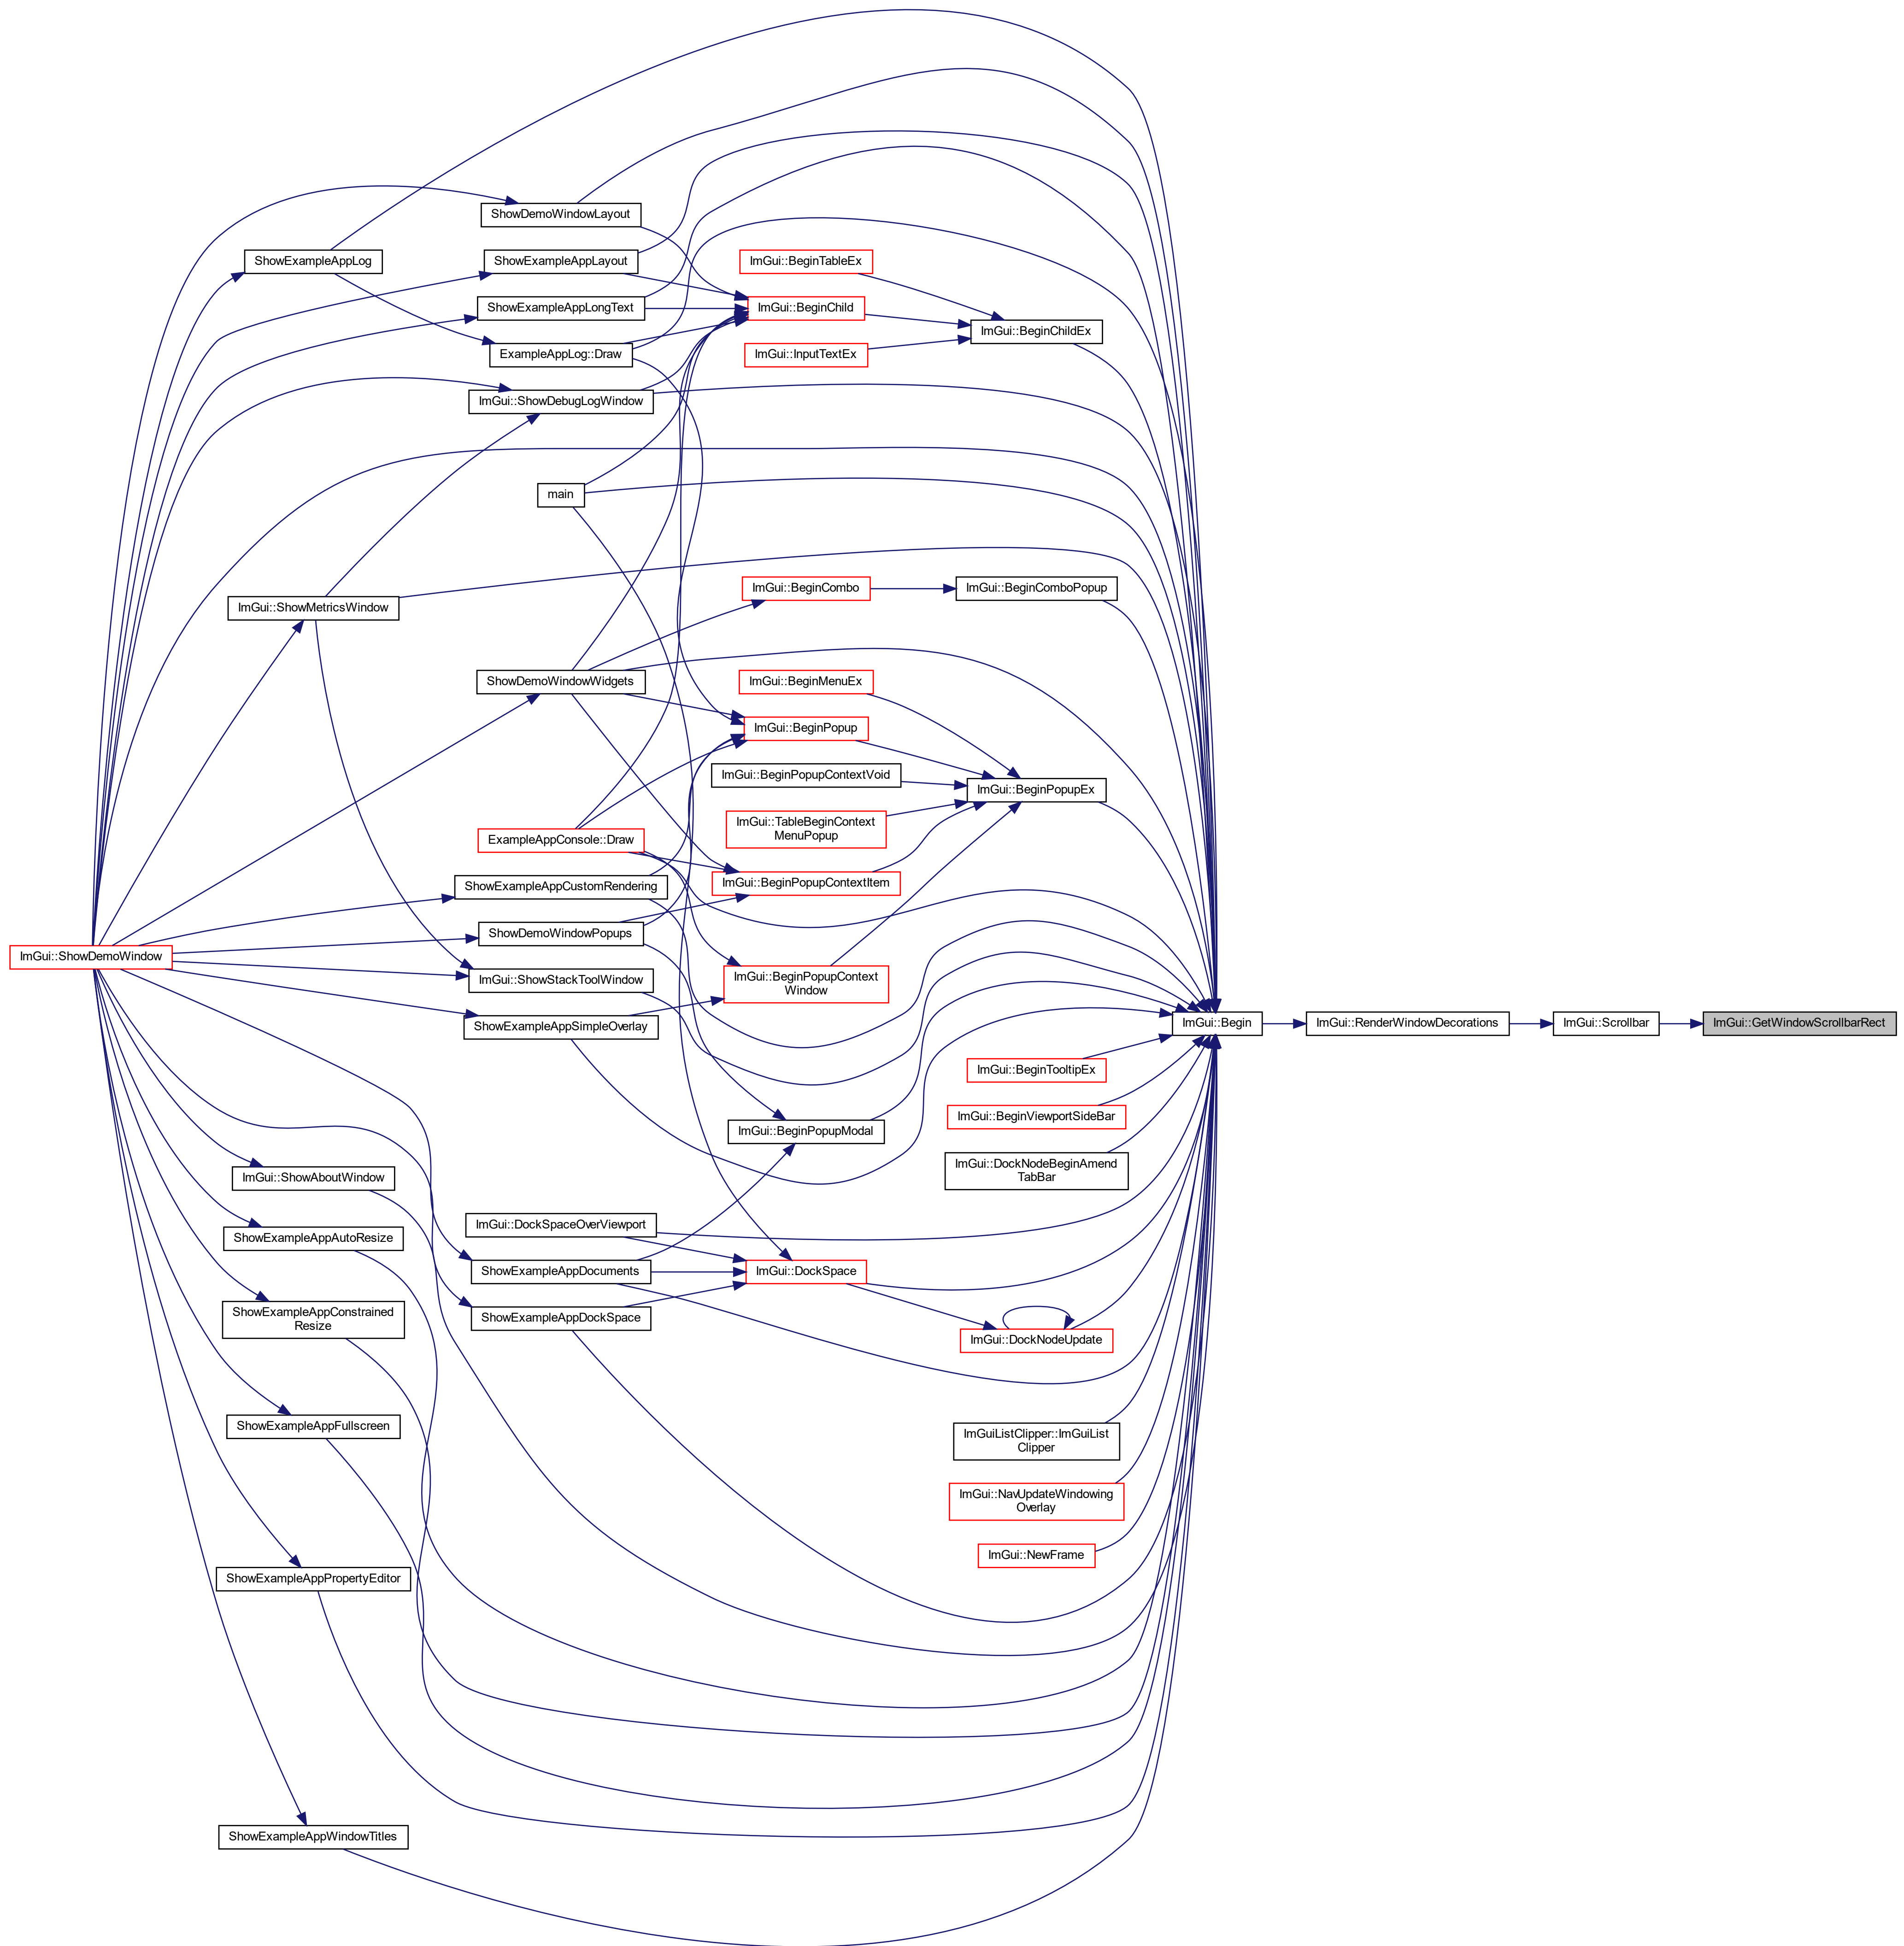 ShowDemoWindowLayout
ShowExampleAppLog
ShowExampleAppLayout
ImGui::BeginTableEx
ShowExampleAppLongText
ImGui::BeginChild
ImGui::BeginChildEx
ExampleAppLog::Draw
ImGui::InputTextEx
ImGui::ShowDebugLogWindow
main
ImGui::ShowMetricsWindow
ImGui::BeginCombo
ImGui::BeginComboPopup
ShowDemoWindowWidgets
ImGui::BeginMenuEx
ImGui::BeginPopup
ImGui::BeginPopupContextVoid
ImGui::BeginPopupEx
ImGui::TableBeginContext
MenuPopup
ExampleAppConsole::Draw
ShowExampleAppCustomRendering
ImGui::BeginPopupContextItem
ShowDemoWindowPopups
ImGui::ShowDemoWindow
ImGui::ShowStackToolWindow
ImGui::BeginPopupContext
Window
ShowExampleAppSimpleOverlay
ImGui::Begin
ImGui::RenderWindowDecorations
ImGui::Scrollbar
ImGui::GetWindowScrollbarRect
ImGui::BeginTooltipEx
ImGui::BeginViewportSideBar
ImGui::BeginPopupModal
ImGui::DockNodeBeginAmend
TabBar
ImGui::ShowAboutWindow
ImGui::DockSpaceOverViewport
ShowExampleAppAutoResize
ShowExampleAppDocuments
ImGui::DockSpace
ShowExampleAppConstrained
Resize
ShowExampleAppDockSpace
ImGui::DockNodeUpdate
ShowExampleAppFullscreen
ImGuiListClipper::ImGuiList
Clipper
ImGui::NavUpdateWindowing
Overlay
ImGui::NewFrame
ShowExampleAppPropertyEditor
ShowExampleAppWindowTitles